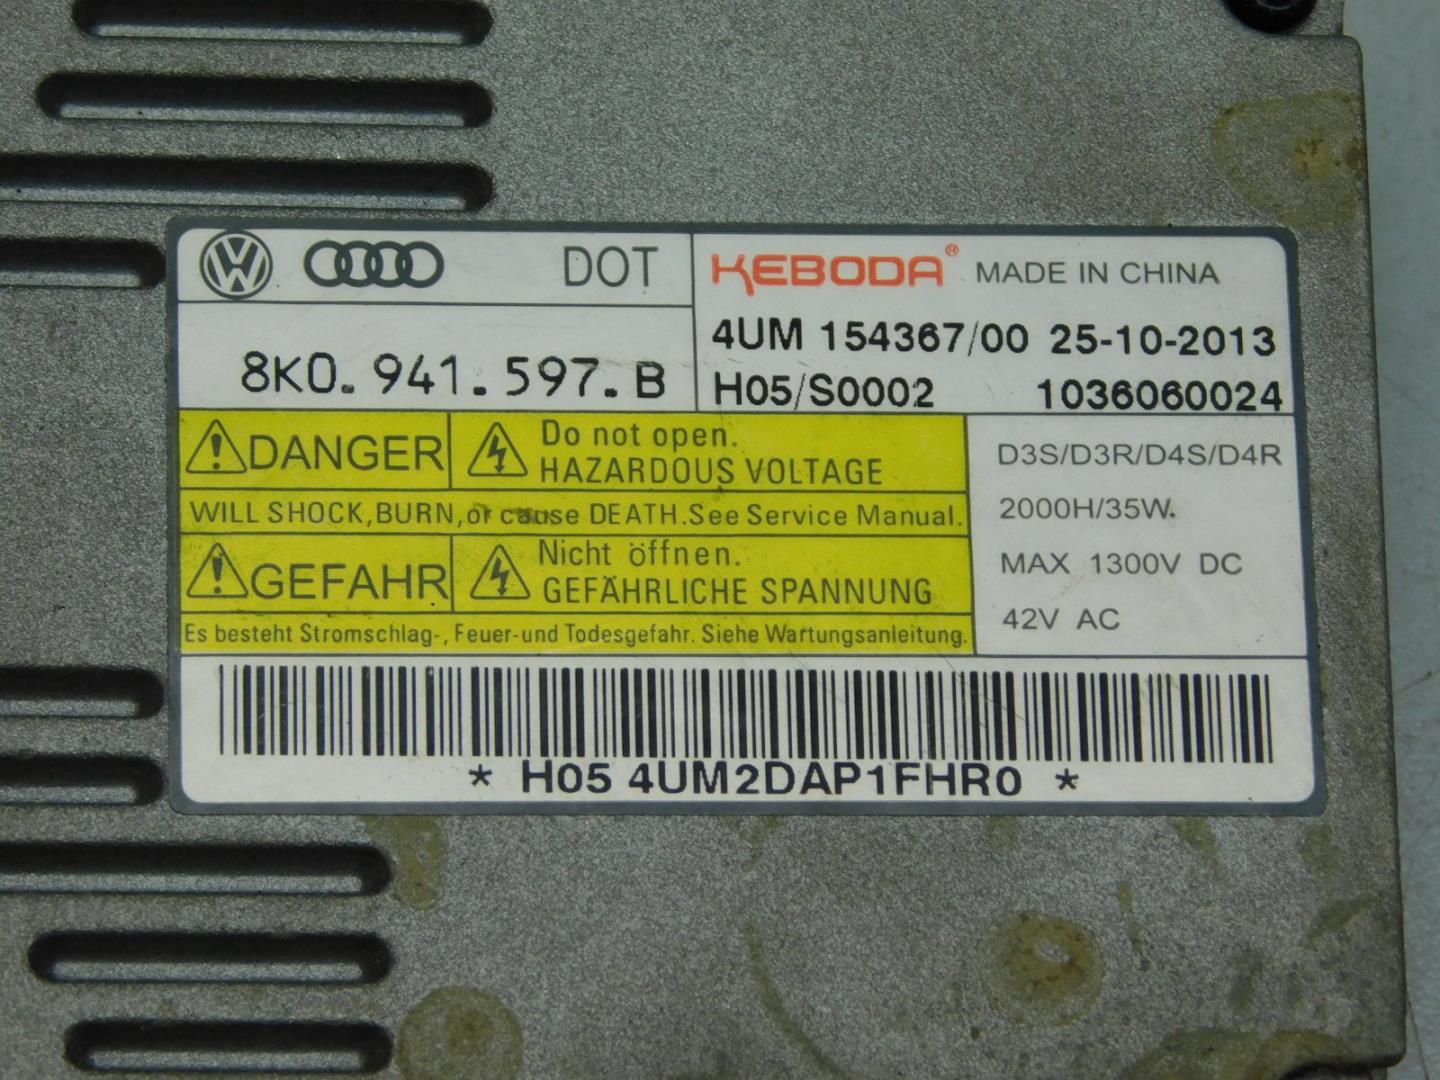 DOT
KEBODA® MADE IN CHINA
8K0.941.597.B
4UM 154367/00 25-10-2013
H05/S0002 1036060024
DANGER
Do not open.
HAZARDOUS VOLTAGE
WILL SHOCK,BURN,or cause DEATH.See Service Manual.
GEFAHR
Nicht öffnen.
GEFÄHRLICHE SPANNUNG
Es besteht Stromschlag-, Feuer-und Todesgefahr. Siehe Wartungsanleitung.
D3S/D3R/D4S/D4R
2000H/35W.
MAX 1300V DC
42V AC
* H05 4UM2DAP1FHR0 *